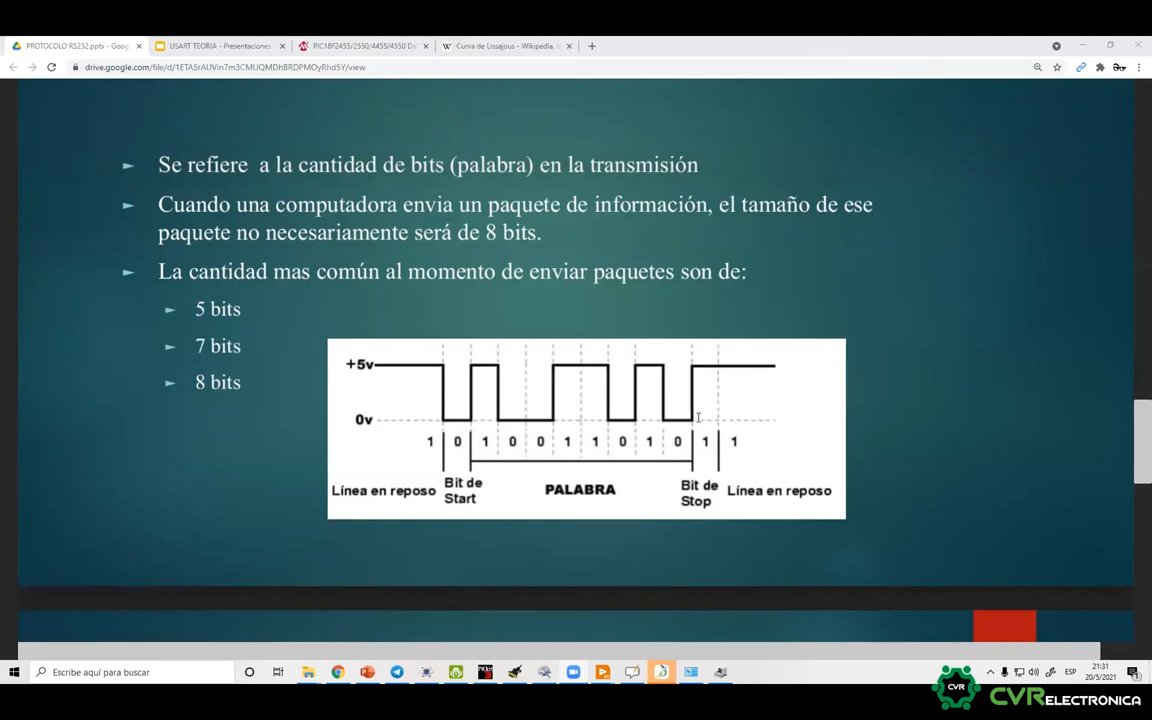 PROTOCOLO RS232.pptx - Goog
USART TEORIA - Presentaciones
PIC18F2455/2550/4455/4550 Dat
Curva de Lissajous - Wikipedia, l
drive.google.com/file/d/1ETA5rAUVin7m3CMUQMDhBRDPMOyRhd5Y/view
Se refiere a la cantidad de bits (palabra) en la transmisión
Cuando una computadora envia un paquete de información, el tamaño de ese
paquete no necesariamente será de 8 bits.
La cantidad mas común al momento de enviar paquetes son de:
5 bits
7 bits
8 bits
+5v
0v
1 0 1 0 0 1 1 0 1 0 1 1
Línea en reposo
Bit de
Start
PALABRA
Bit de
Stop
Línea en reposo
Escribe aquí para buscar
ESP
21:31
20/5/2021
CVR
CVRELECTRONICA